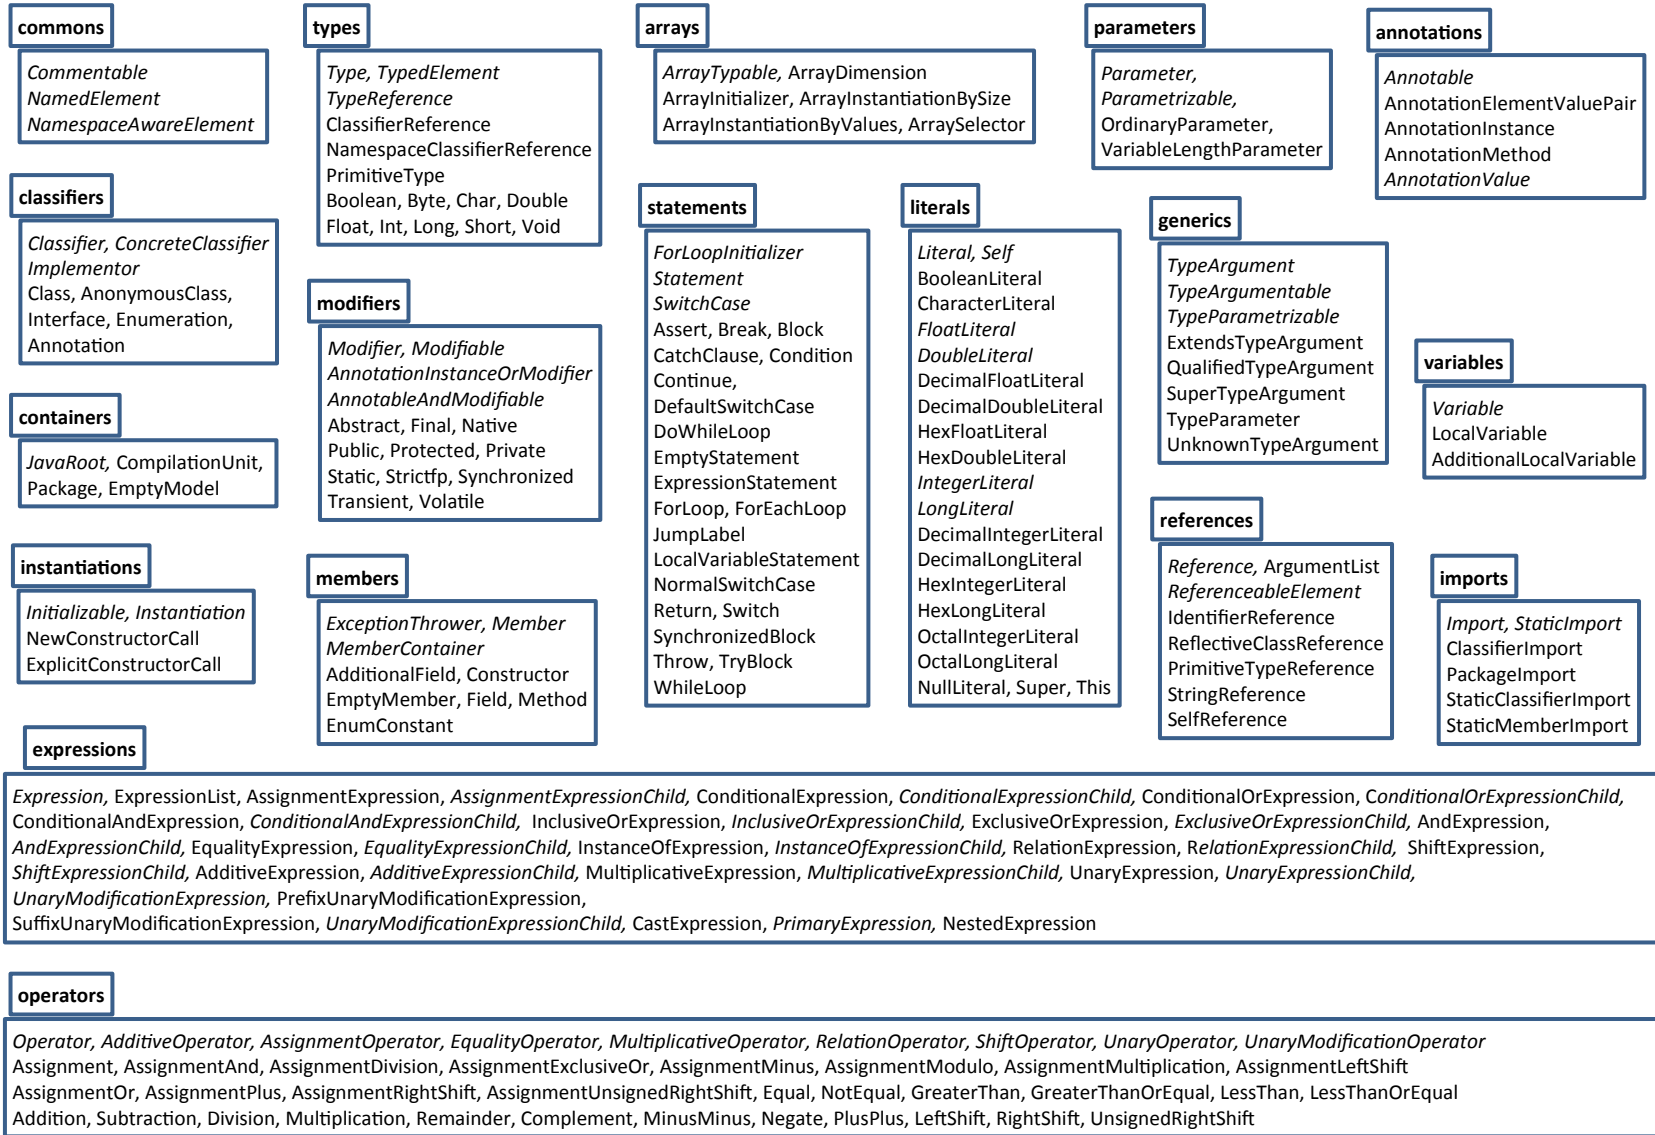 commons
Commentable
NamedElement
NamespaceAwareElement
types
Type, TypedElement
TypeReference
ClassifierReference
NamespaceClassifierReference
PrimitiveType
Boolean, Byte, Char, Double
Float, Int, Long, Short, Void
arrays
ArrayTypable, ArrayDimension
ArrayInitializer, ArrayInstantiationBySize
ArrayInstantiationByValues, ArraySelector
parameters
Parameter,
Parametrizable,
OrdinaryParameter,
VariableLengthParameter
annotations
Annotable
AnnotationElementValuePair
AnnotationInstance
AnnotationMethod
AnnotationValue
classifiers
Classifier, ConcreteClassifier
Implementor
Class, AnonymousClass,
Interface, Enumeration,
Annotation
modifiers
Modifier, Modifiable
AnnotationInstanceOrModifier
AnnotableAndModifiable
Abstract, Final, Native
Public, Protected, Private
Static, Strictfp, Synchronized
Transient, Volatile
statements
ForLoopInitializer
Statement
SwitchCase
Assert, Break, Block
CatchClause, Condition
Continue,
DefaultSwitchCase
DoWhileLoop
EmptyStatement
ExpressionStatement
ForLoop, ForEachLoop
JumpLabel
LocalVariableStatement
NormalSwitchCase
Return, Switch
SynchronizedBlock
Throw, TryBlock
WhileLoop
literals
Literal, Self
BooleanLiteral
CharacterLiteral
FloatLiteral
DoubleLiteral
DecimalFloatLiteral
DecimalDoubleLiteral
HexFloatLiteral
HexDoubleLiteral
IntegerLiteral
LongLiteral
DecimalIntegerLiteral
DecimalLongLiteral
HexIntegerLiteral
HexLongLiteral
OctalIntegerLiteral
OctalLongLiteral
NullLiteral, Super, This
generics
TypeArgument
TypeArgumentable
TypeParametrizable
ExtendsTypeArgument
QualifiedTypeArgument
SuperTypeArgument
TypeParameter
UnknownTypeArgument
variables
Variable
LocalVariable
AdditionalLocalVariable
containers
JavaRoot, CompilationUnit,
Package, EmptyModel
instantiations
Initializable, Instantiation
NewConstructorCall
ExplicitConstructorCall
members
ExceptionThrower, Member
MemberContainer
AdditionalField, Constructor
EmptyMember, Field, Method
EnumConstant
references
Reference, ArgumentList
ReferenceableElement
IdentifierReference
ReflectiveClassReference
PrimitiveTypeReference
StringReference
SelfReference
imports
Import, StaticImport
ClassifierImport
PackageImport
StaticClassifierImport
StaticMemberImport
expressions
Expression, ExpressionList, AssignmentExpression, AssignmentExpressionChild, ConditionalExpression, ConditionalExpressionChild, ConditionalOrExpression, ConditionalOrExpressionChild,
ConditionalAndExpression, ConditionalAndExpressionChild, InclusiveOrExpression, InclusiveOrExpressionChild, ExclusiveOrExpression, ExclusiveOrExpressionChild, AndExpression,
AndExpressionChild, EqualityExpression, EqualityExpressionChild, InstanceOfExpression, InstanceOfExpressionChild, RelationExpression, RelationExpressionChild, ShiftExpression,
ShiftExpressionChild, AdditiveExpression, AdditiveExpressionChild, MultiplicativeExpression, MultiplicativeExpressionChild, UnaryExpression, UnaryExpressionChild,
UnaryModificationExpression, PrefixUnaryModificationExpression,
SuffixUnaryModificationExpression, UnaryModificationExpressionChild, CastExpression, PrimaryExpression, NestedExpression
operators
Operator, AdditiveOperator, AssignmentOperator, EqualityOperator, MultiplicativeOperator, RelationOperator, ShiftOperator, UnaryOperator, UnaryModificationOperator
Assignment, AssignmentAnd, AssignmentDivision, AssignmentExclusiveOr, AssignmentMinus, AssignmentModulo, AssignmentMultiplication, AssignmentLeftShift
AssignmentOr, AssignmentPlus, AssignmentRightShift, AssignmentUnsignedRightShift, Equal, NotEqual, GreaterThan, GreaterThanOrEqual, LessThan, LessThanOrEqual
Addition, Subtraction, Division, Multiplication, Remainder, Complement, MinusMinus, Negate, PlusPlus, LeftShift, RightShift, UnsignedRightShift